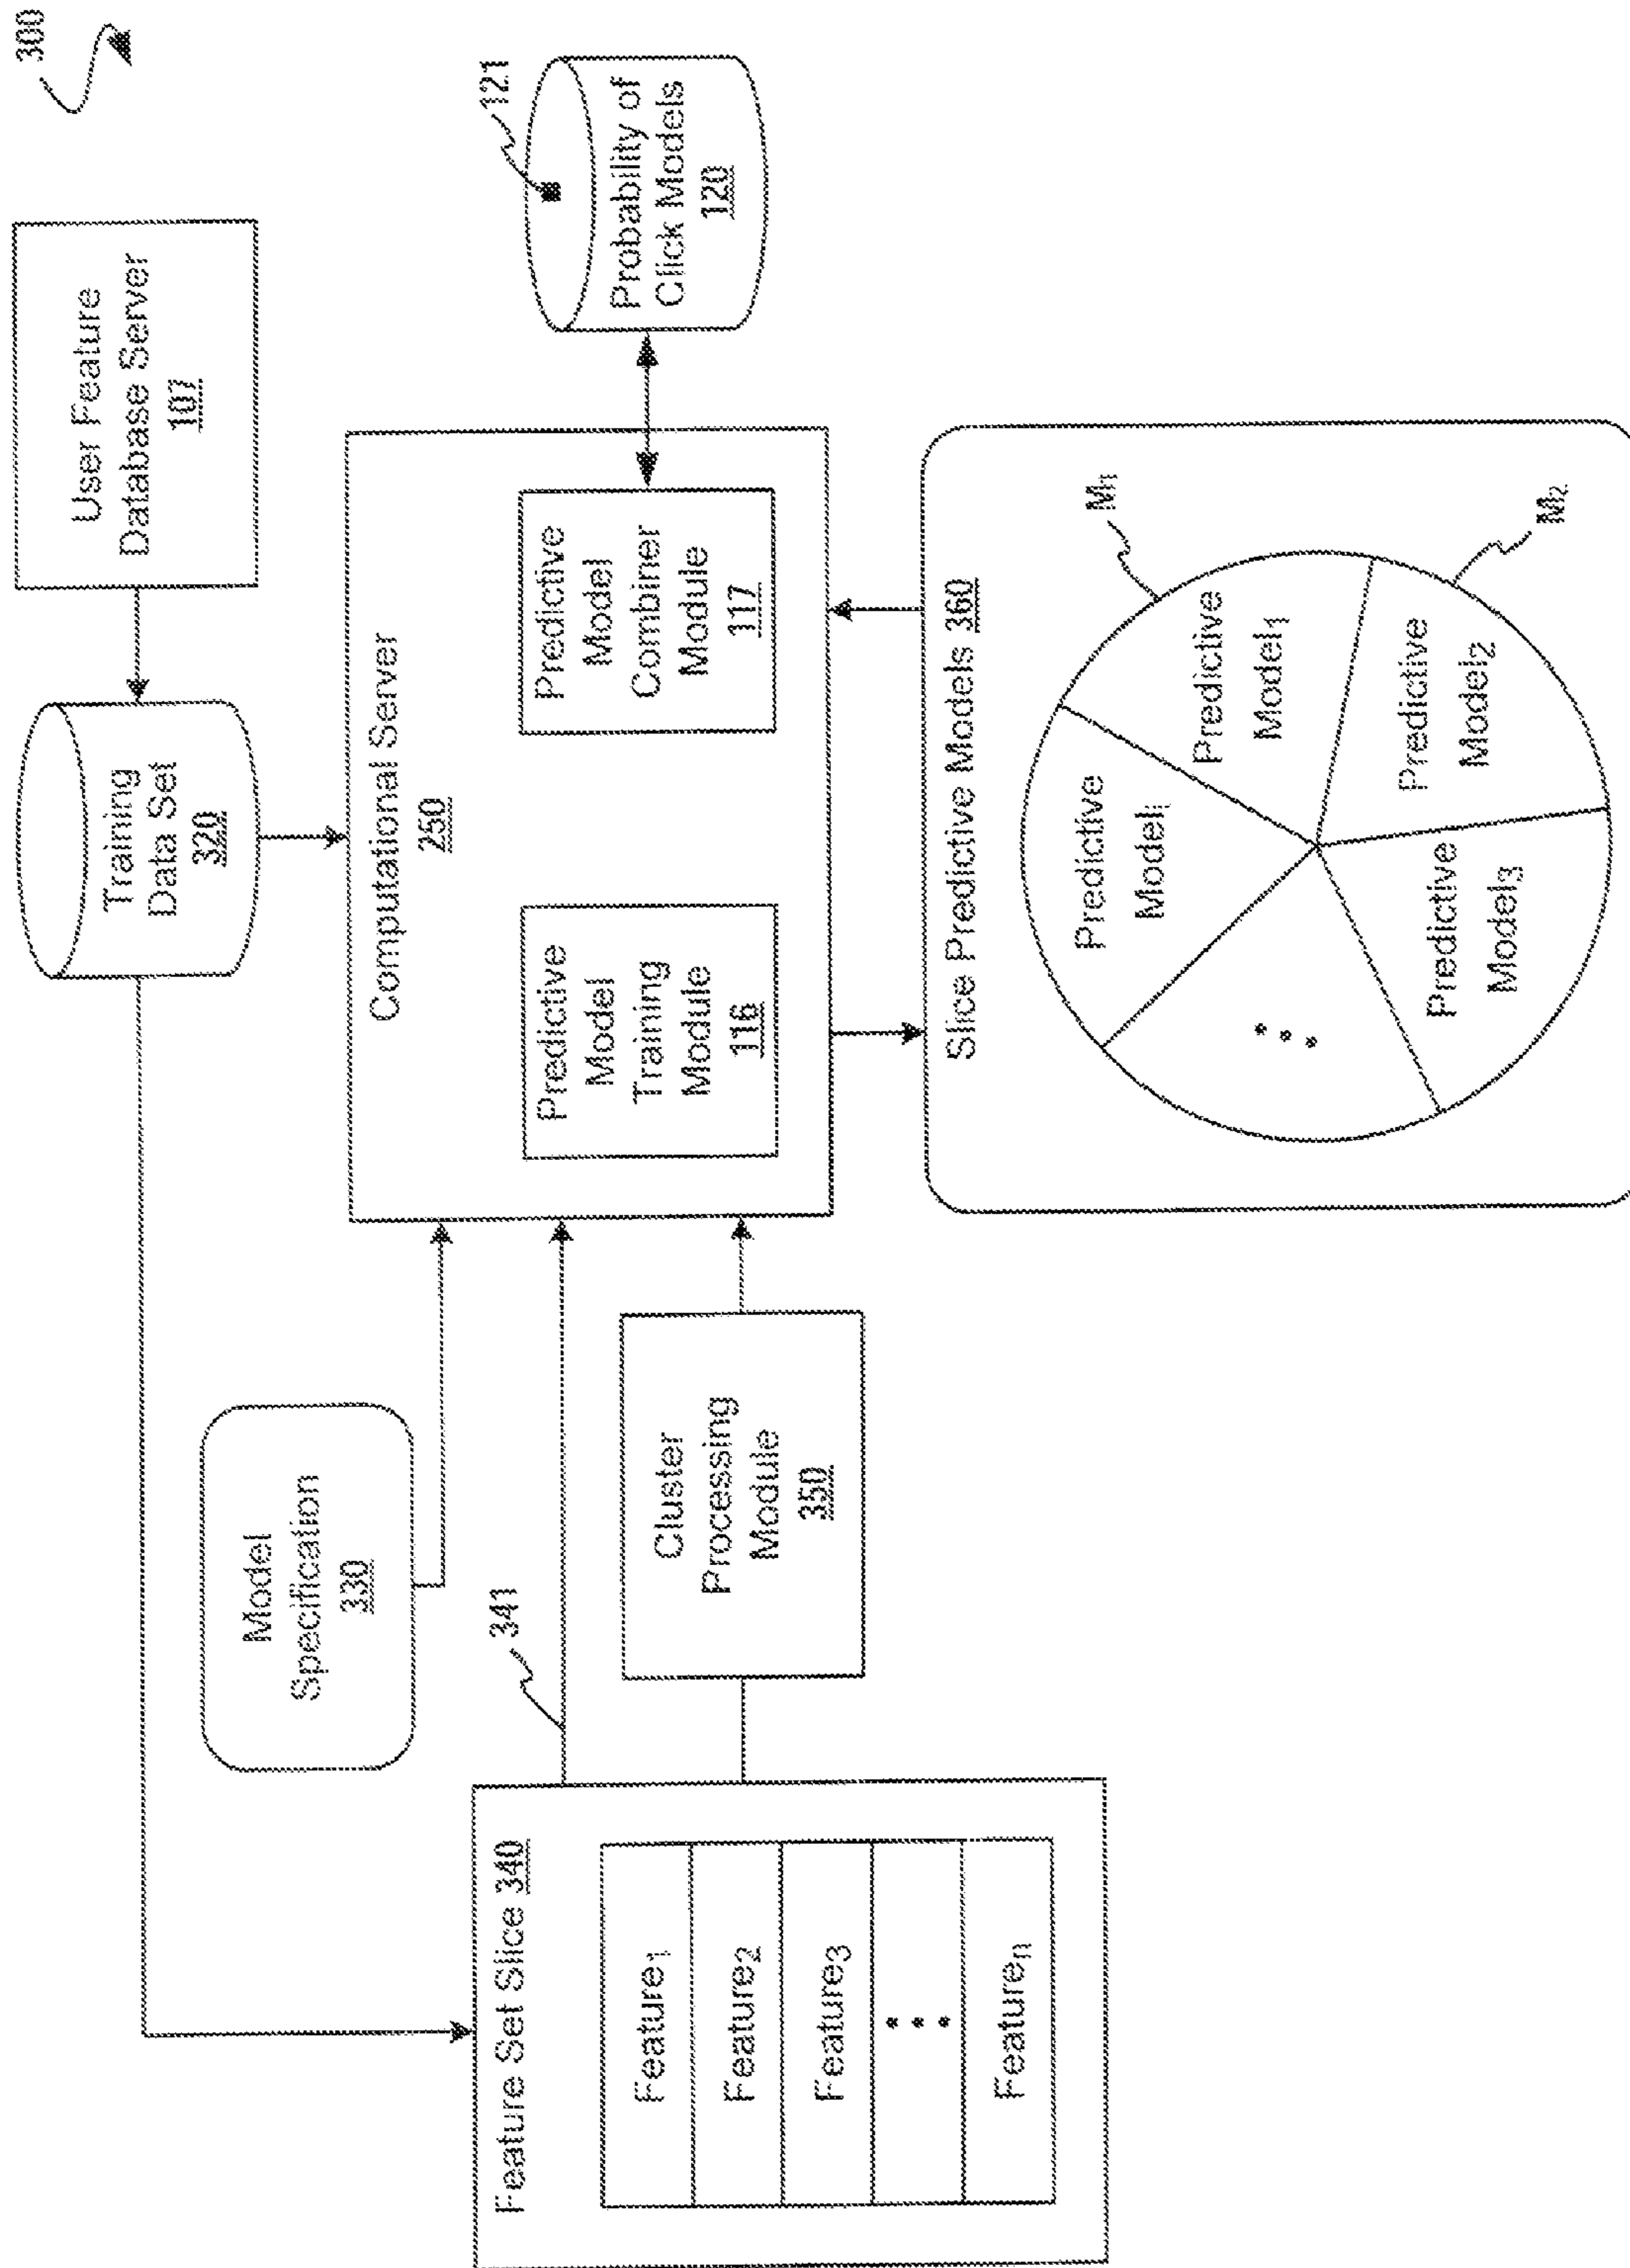 300
User Feature
Database Server
107
Training
Data Set
320
Model
Specification
330
Computational Server
250
Predictive
Model
Training
Module
116
Predictive
Model
Combiner
Module
117
121
Probability of
Click Models
120
Feature Set Slice 340
Feature1
Feature2
Feature3
• • •
Featuren
341
Cluster
Processing
Module
350
Slice Predictive Models 360
Predictive
Modeli
Predictive
Model1
Predictive
Model2
Predictive
Model3
• • •
M1
M2